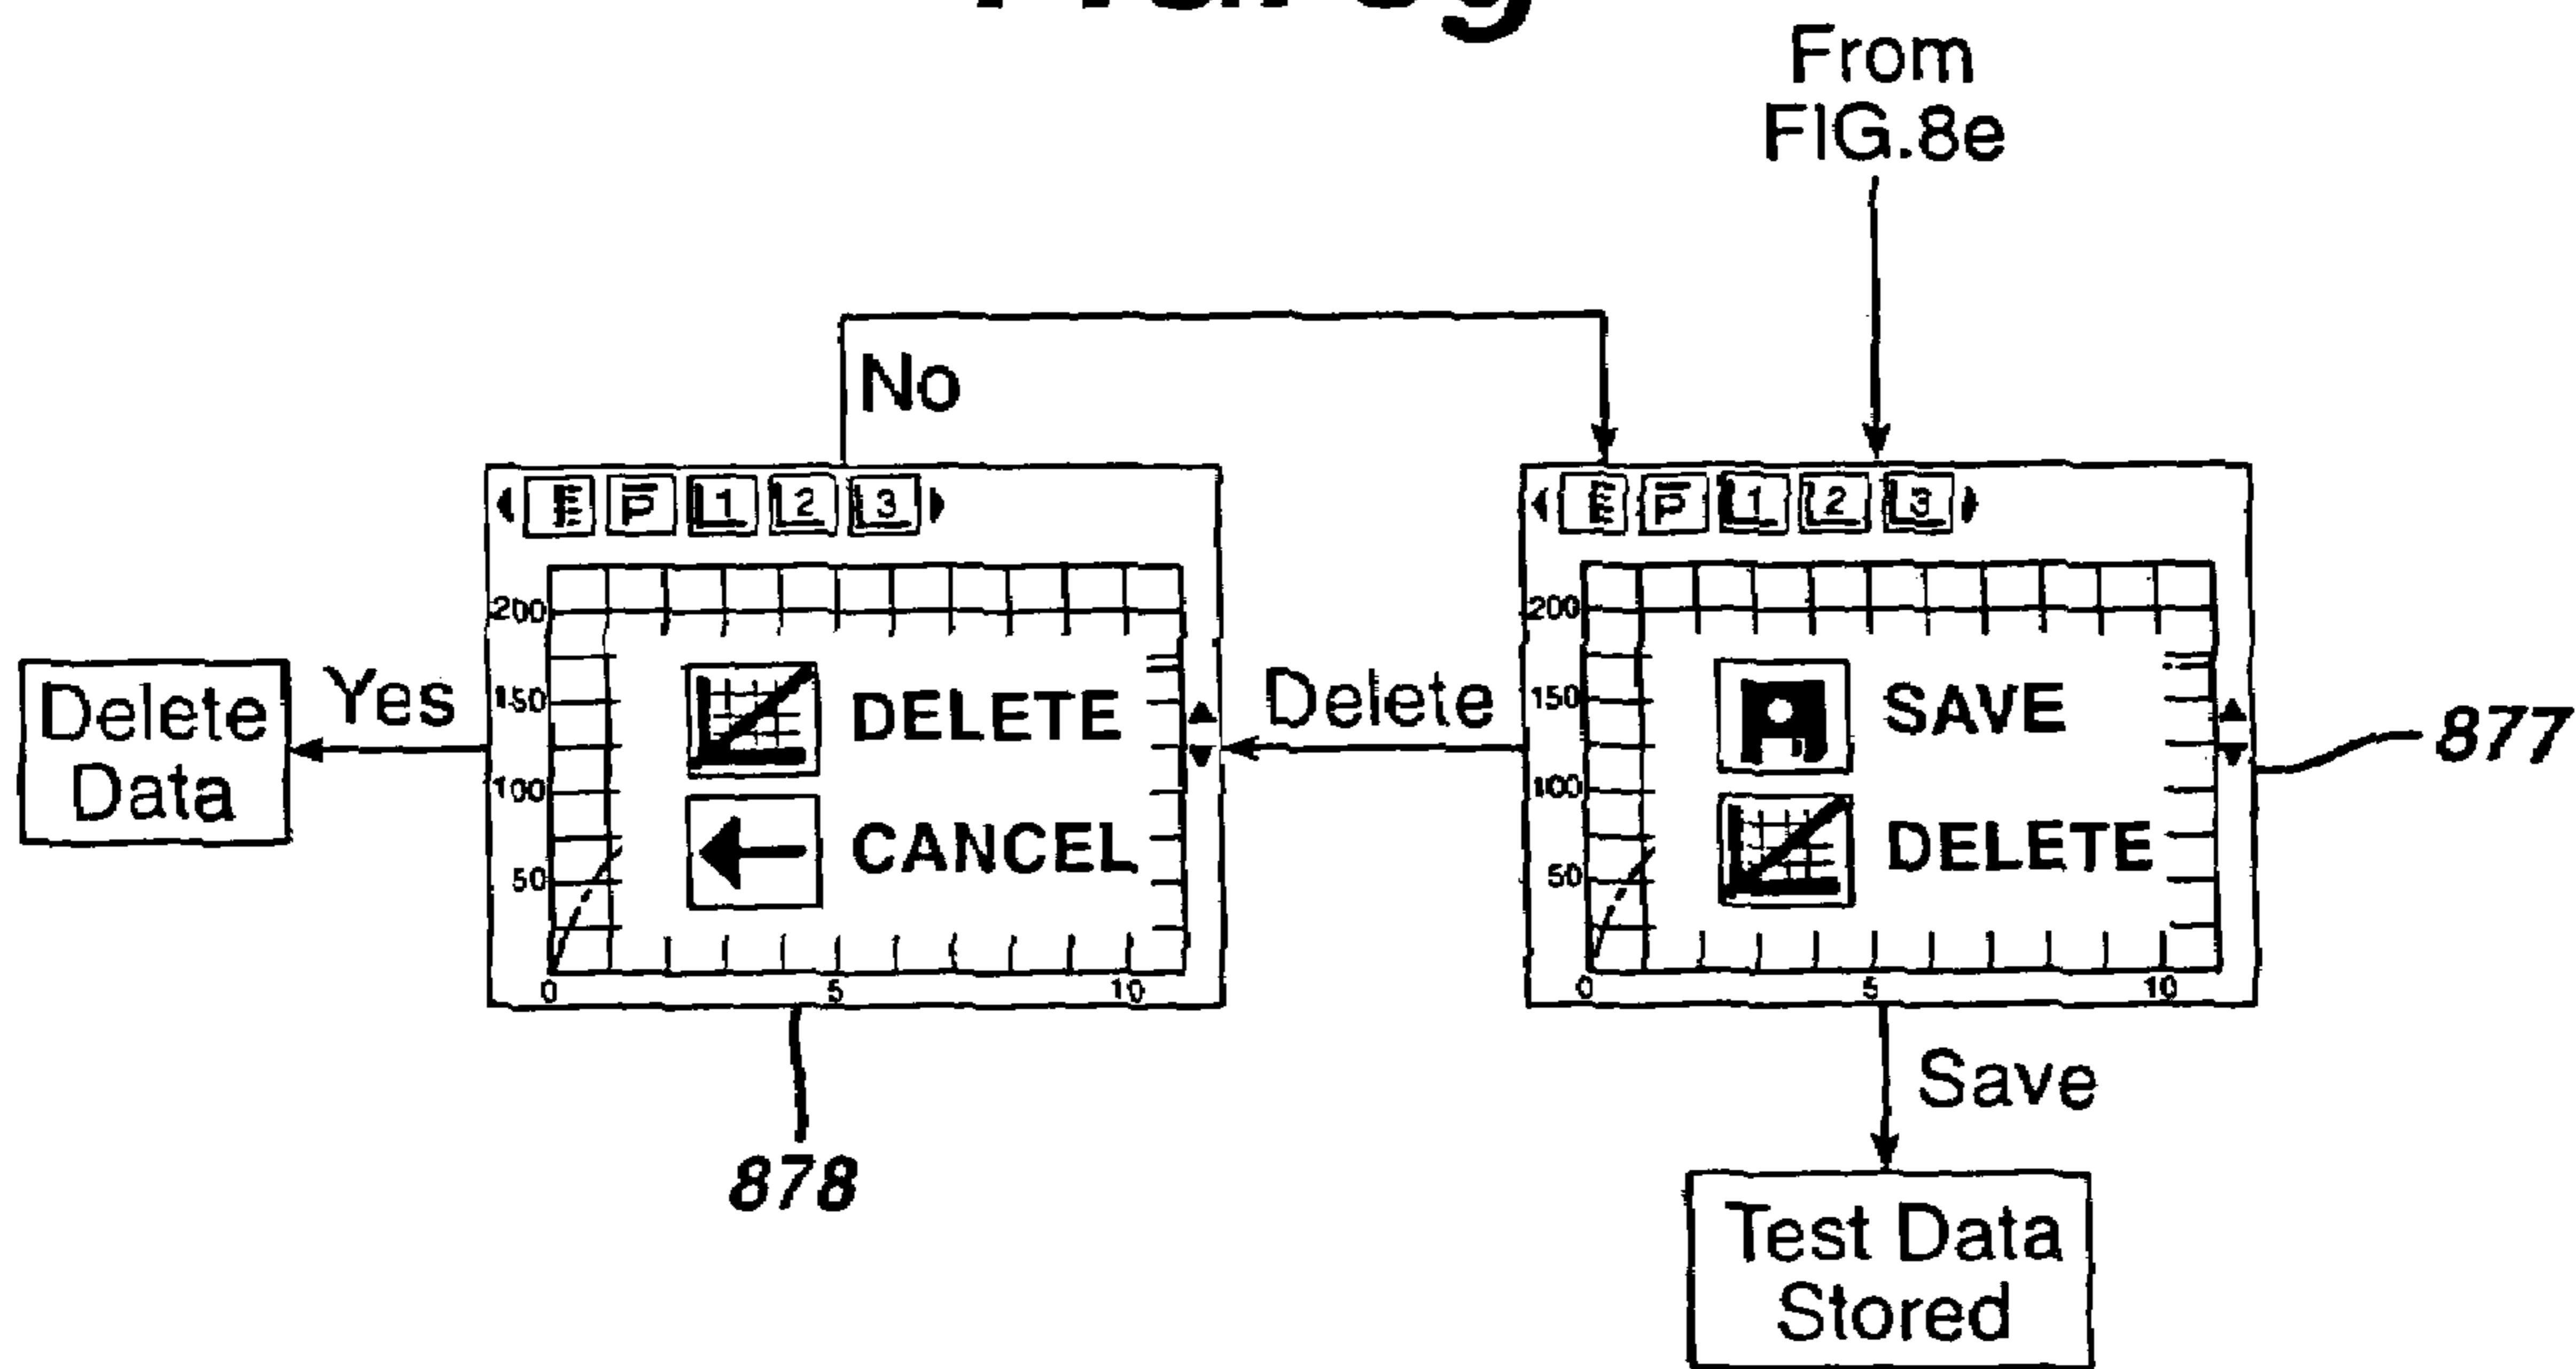 From
FIG.8e
No
P 1 2 3
P 1 2 3
200
150
100
50
0 5 10
DELETE
CANCEL
200
150
100
50
0 5 10
SAVE
DELETE
Delete
Data
Yes
Delete
877
878
Save
Test Data
Stored